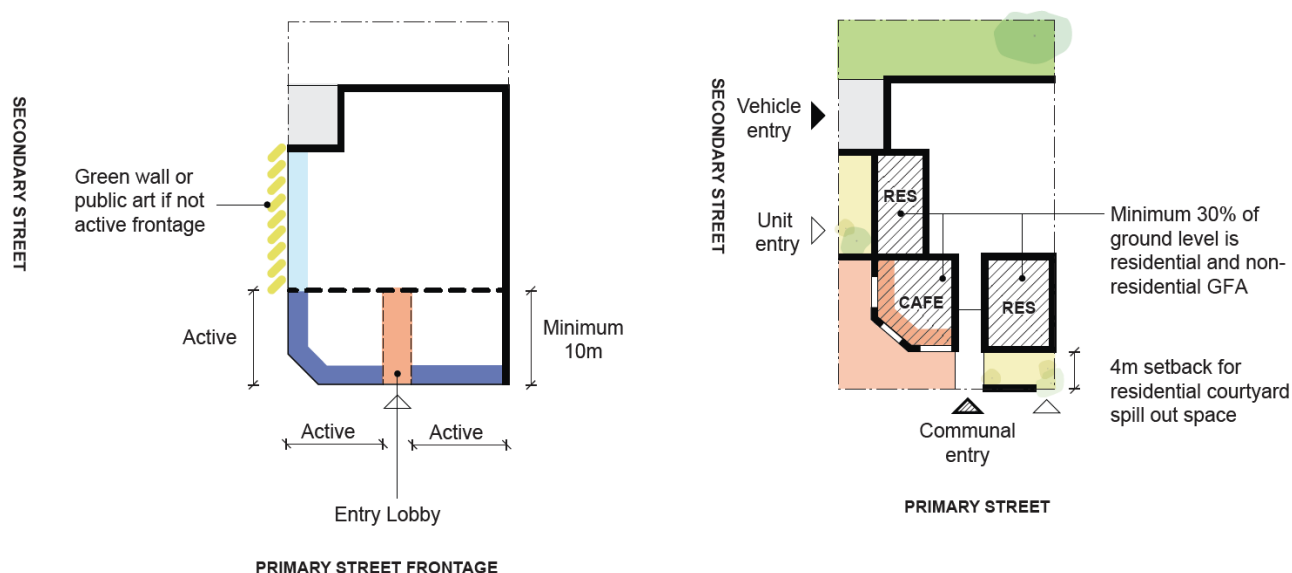 SECONDARY STREET
Green wall or
public art if not
active frontage
Active
Minimum
10m
Active
Active
Entry Lobby
PRIMARY STREET FRONTAGE
SECONDARY STREET
Vehicle
entry
Unit
entry
RES
CAFE
RES
Minimum 30% of
ground level is
residential and non-
residential GFA
4m setback for
residential courtyard
spill out space
Communal
entry
PRIMARY STREET